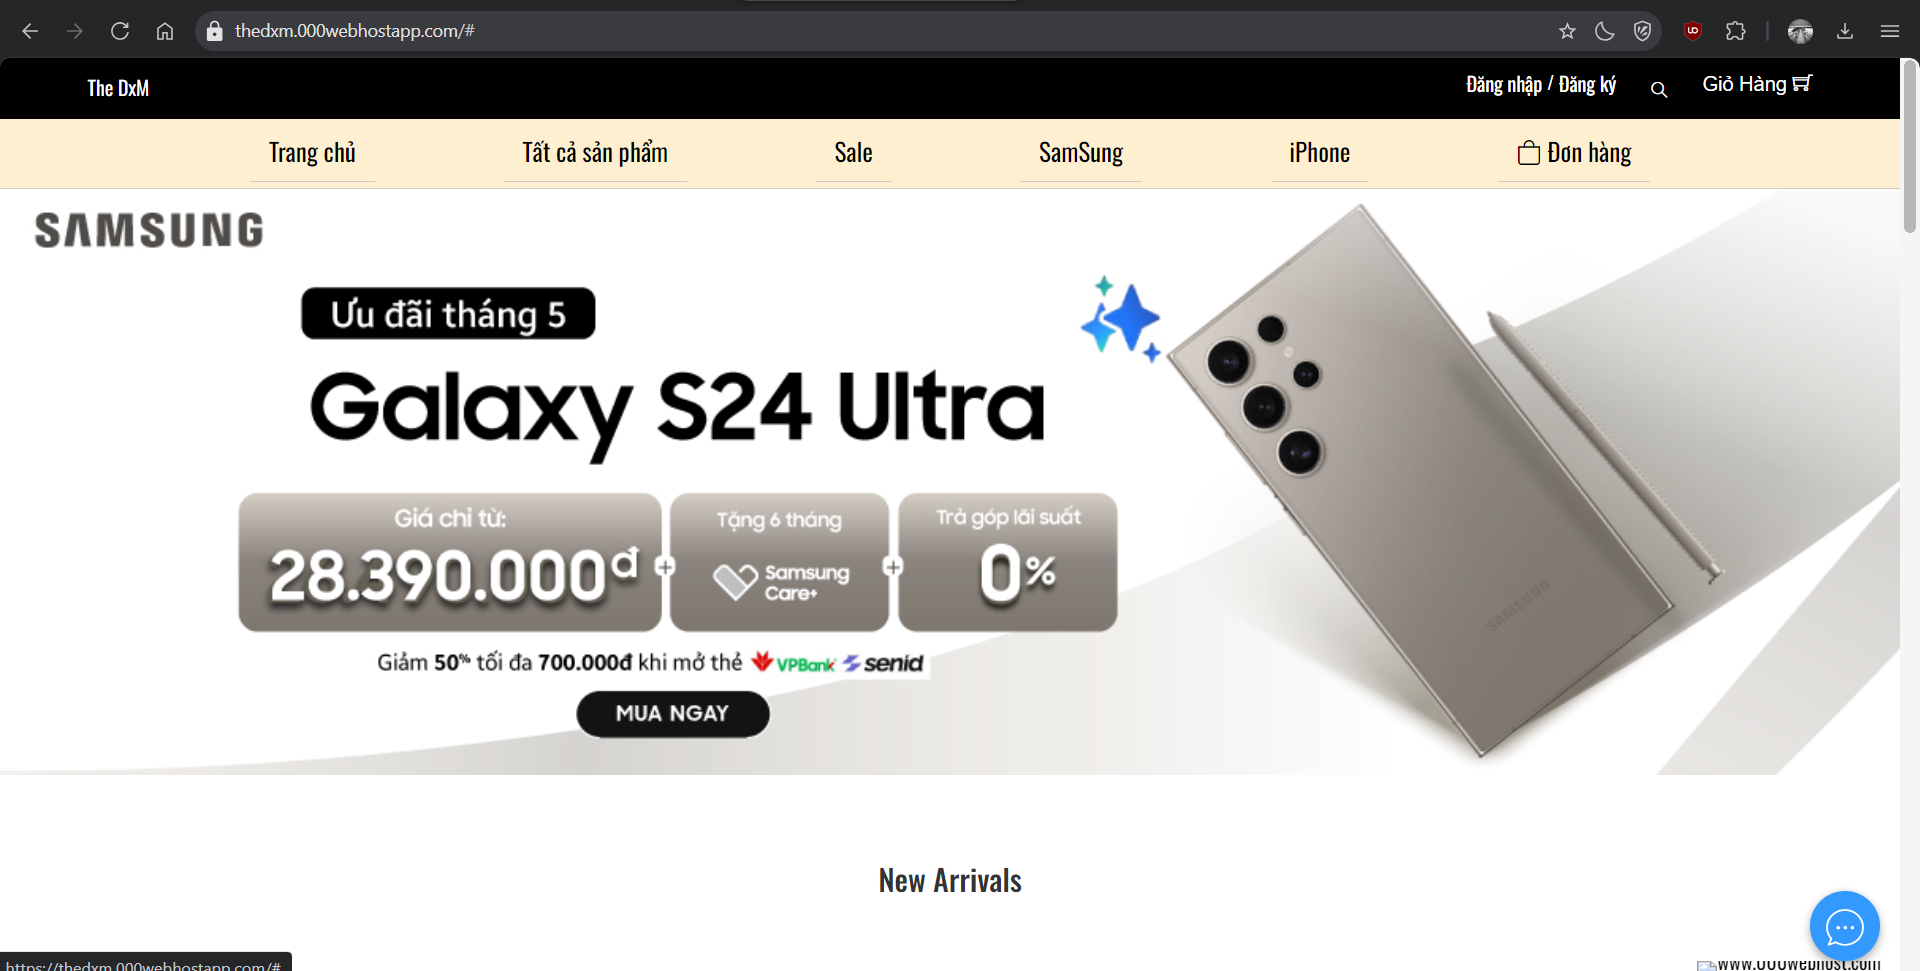 thedxm.000webhostapp.com/#
The DxM
Đăng nhập / Đăng ký
Giỏ Hàng
Trang chủ
Tất cả sản phẩm
Sale
SamSung
iPhone
Đơn hàng
SAMSUNG
Ưu đãi tháng 5
Galaxy S24 Ultra
Giá chỉ từ:
28.390.000đ
Tặng 6 tháng
Samsung
Care+
Trả góp lãi suất
0%
Giảm 50% tối đa 700.000đ khi mở thẻ VPBank senid
MUA NGAY
SAMSUNG
New Arrivals
https://thedxm.000webhostapp.com/#
www.000webhost.com